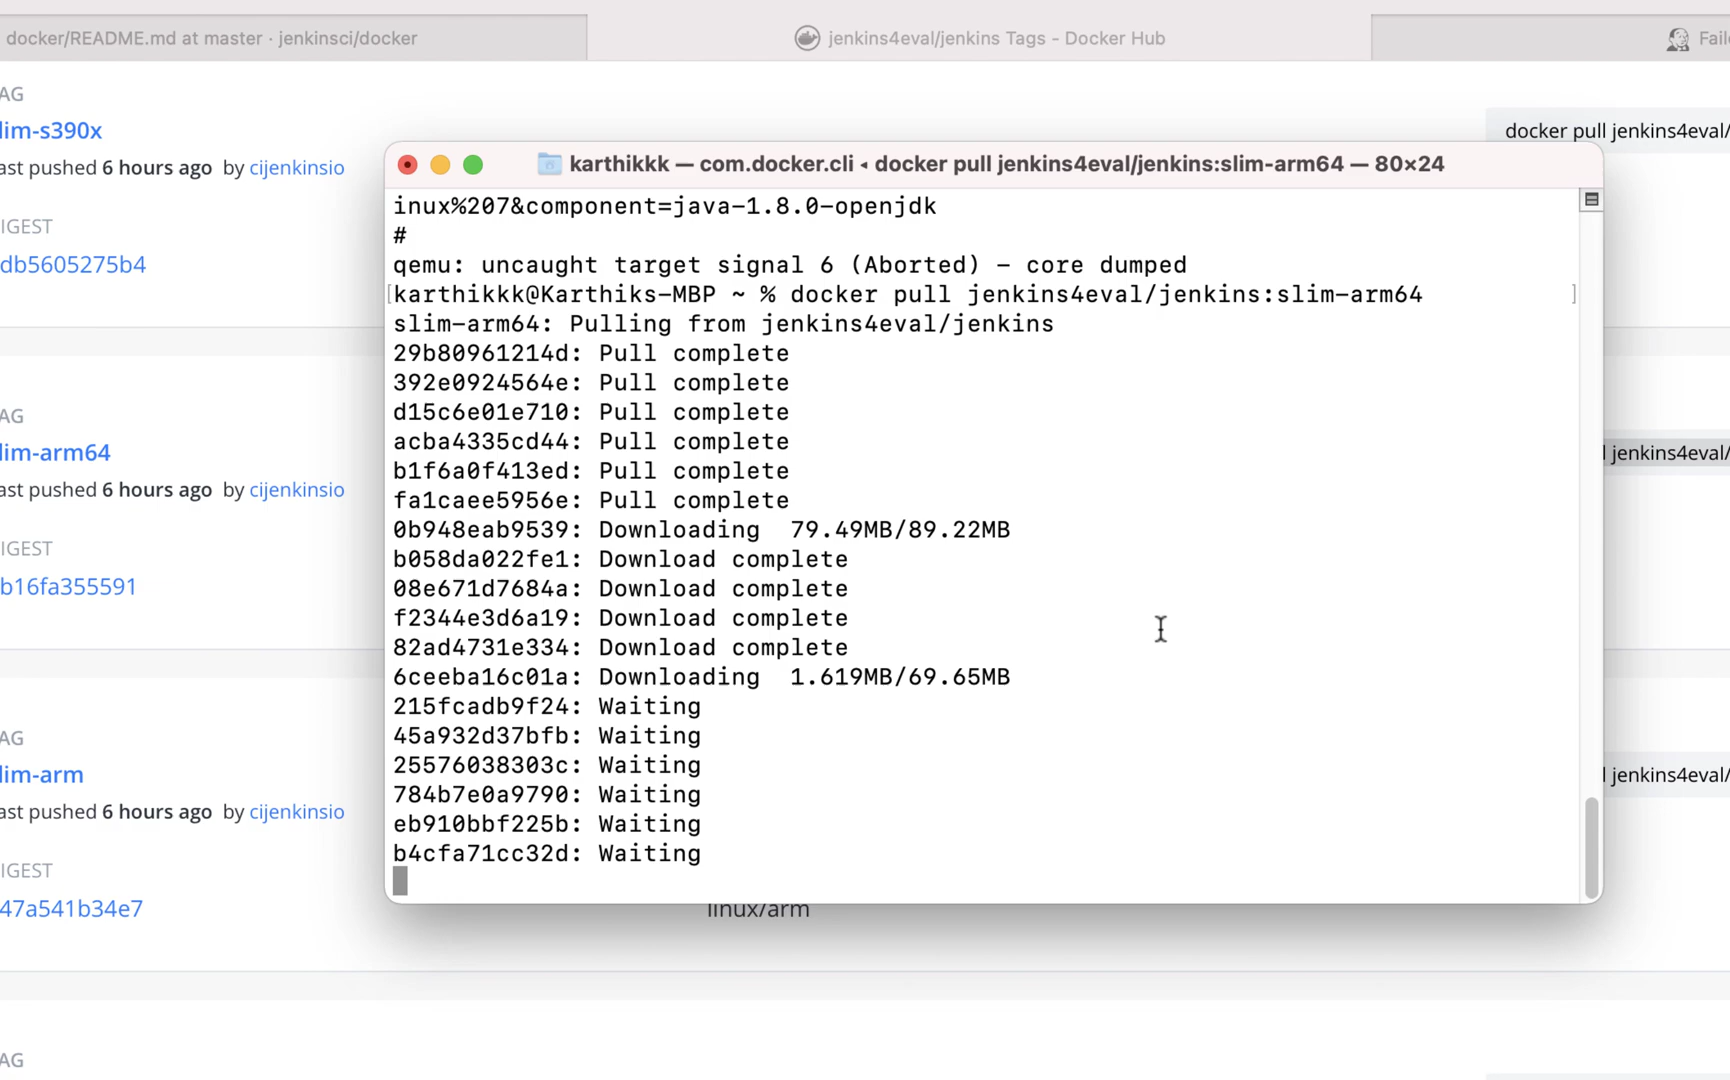 docker/README.md at master · jenkinsci/docker
jenkins4eval/jenkins Tags - Docker Hub
Faile
AG
lim-s390x
docker pull jenkins4eval/
ast pushed 6 hours ago by cijenkinsio
IGEST
db5605275b4
karthikkk — com.docker.cli ◂ docker pull jenkins4eval/jenkins:slim-arm64 — 80×24
inux%207&component=java-1.8.0-openjdk
#
qemu: uncaught target signal 6 (Aborted) - core dumped
[karthikkk@Karthiks-MBP ~ % docker pull jenkins4eval/jenkins:slim-arm64 ]
slim-arm64: Pulling from jenkins4eval/jenkins
29b80961214d: Pull complete
392e0924564e: Pull complete
d15c6e01e710: Pull complete
acba4335cd44: Pull complete
b1f6a0f413ed: Pull complete
fa1caee5956e: Pull complete
0b948eab9539: Downloading  79.49MB/89.22MB
b058da022fe1: Download complete
08e671d7684a: Download complete
f2344e3d6a19: Download complete
82ad4731e334: Download complete
6ceeba16c01a: Downloading  1.619MB/69.65MB
215fcadb9f24: Waiting
45a932d37bfb: Waiting
25576038303c: Waiting
784b7e0a9790: Waiting
eb910bbf225b: Waiting
b4cfa71cc32d: Waiting
AG
lim-arm64
l jenkins4eval/
ast pushed 6 hours ago by cijenkinsio
IGEST
b16fa355591
AG
lim-arm
l jenkins4eval/
ast pushed 6 hours ago by cijenkinsio
IGEST
47a541b34e7
linux/arm
AG